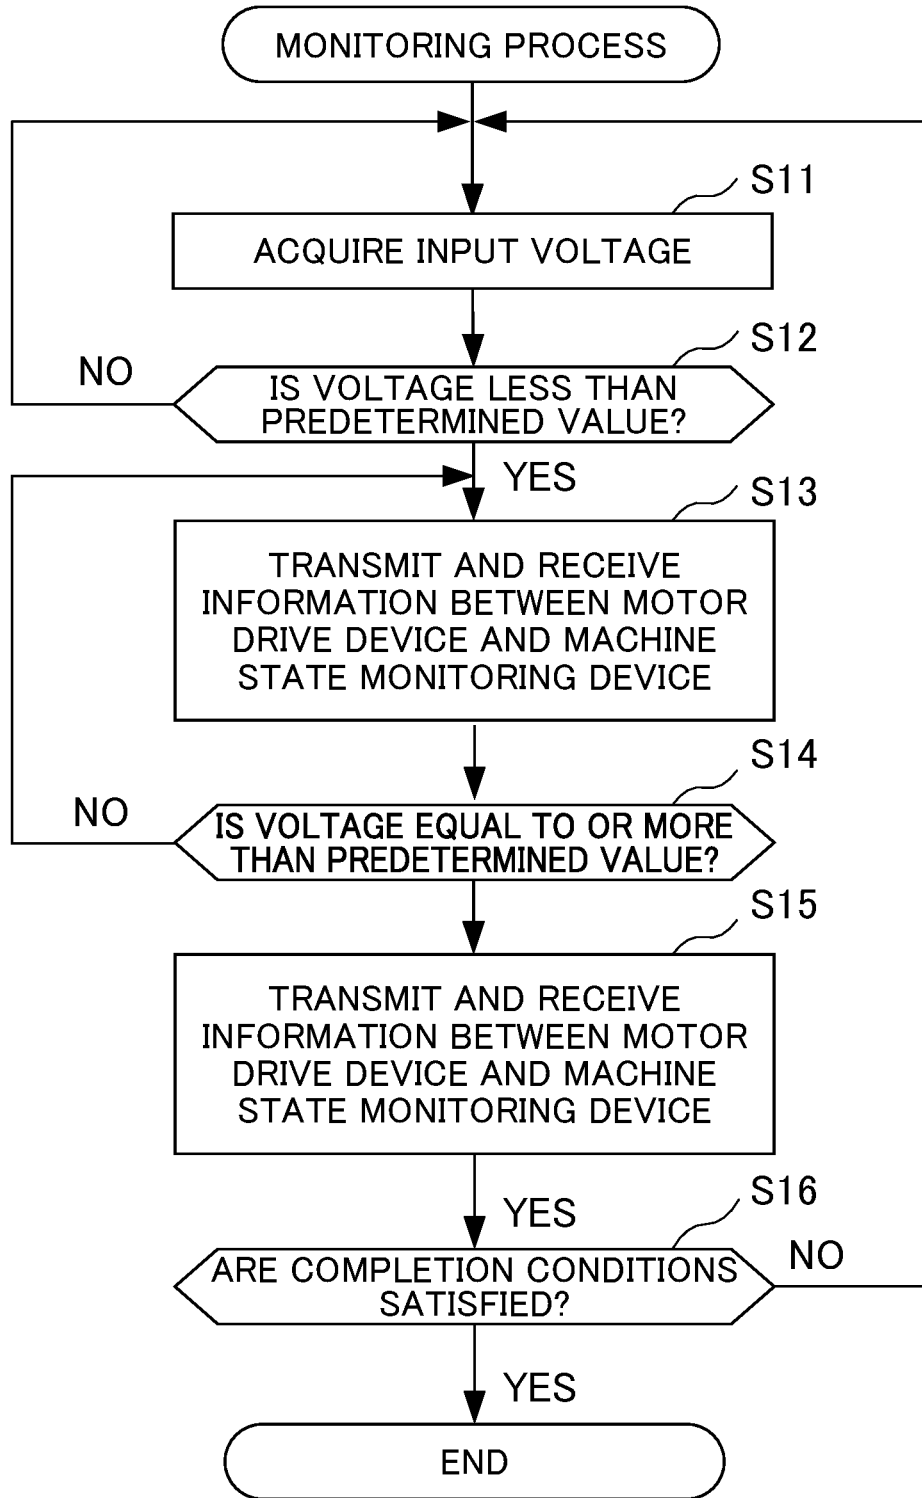 MONITORING PROCESS
S11
ACQUIRE INPUT VOLTAGE
S12
NO
IS VOLTAGE LESS THAN
PREDETERMINED VALUE?
YES
S13
TRANSMIT AND RECEIVE
INFORMATION BETWEEN MOTOR
DRIVE DEVICE AND MACHINE
STATE MONITORING DEVICE
S14
NO
IS VOLTAGE EQUAL TO OR MORE
THAN PREDETERMINED VALUE?
S15
TRANSMIT AND RECEIVE
INFORMATION BETWEEN MOTOR
DRIVE DEVICE AND MACHINE
STATE MONITORING DEVICE
YES
S16
NO
ARE COMPLETION CONDITIONS
SATISFIED?
YES
END